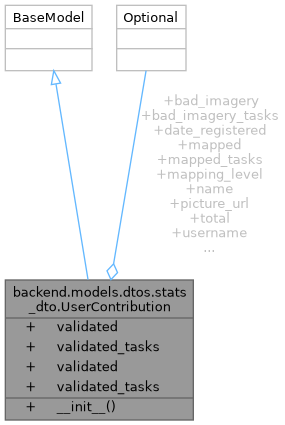 BaseModel
Optional
+bad_imagery
+bad_imagery_tasks
+date_registered
+mapped
+mapped_tasks
+mapping_level
+name
+picture_url
+total
+username
...
backend.models.dtos.stats
_dto.UserContribution
+ validated
+ validated_tasks
+ validated
+ validated_tasks
+ __init__()